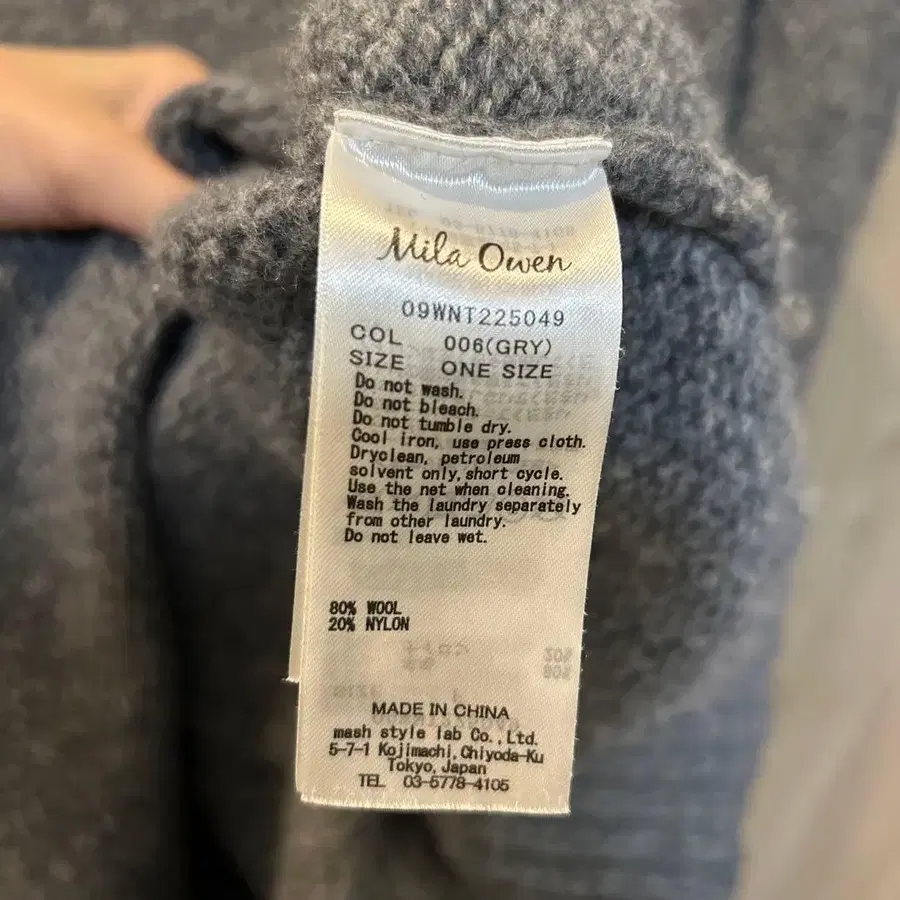 Mila Owen
09WNT225049
COL 006(GRY)
SIZE ONE SIZE
Do not wash.
Do not bleach.
Do not tumble dry.
Cool iron, use press cloth.
Dryclean, petroleum
solvent only,short cycle.
Use the net when cleaning.
Wash the laundry separately
from other laundry.
Do not leave wet.
80% WOOL
20% NYLON
MADE IN CHINA
mash style lab Co.,Ltd.
5-7-1 Kojimachi,Chiyoda-Ku
Tokyo,Japan
TEL 03-5778-4105